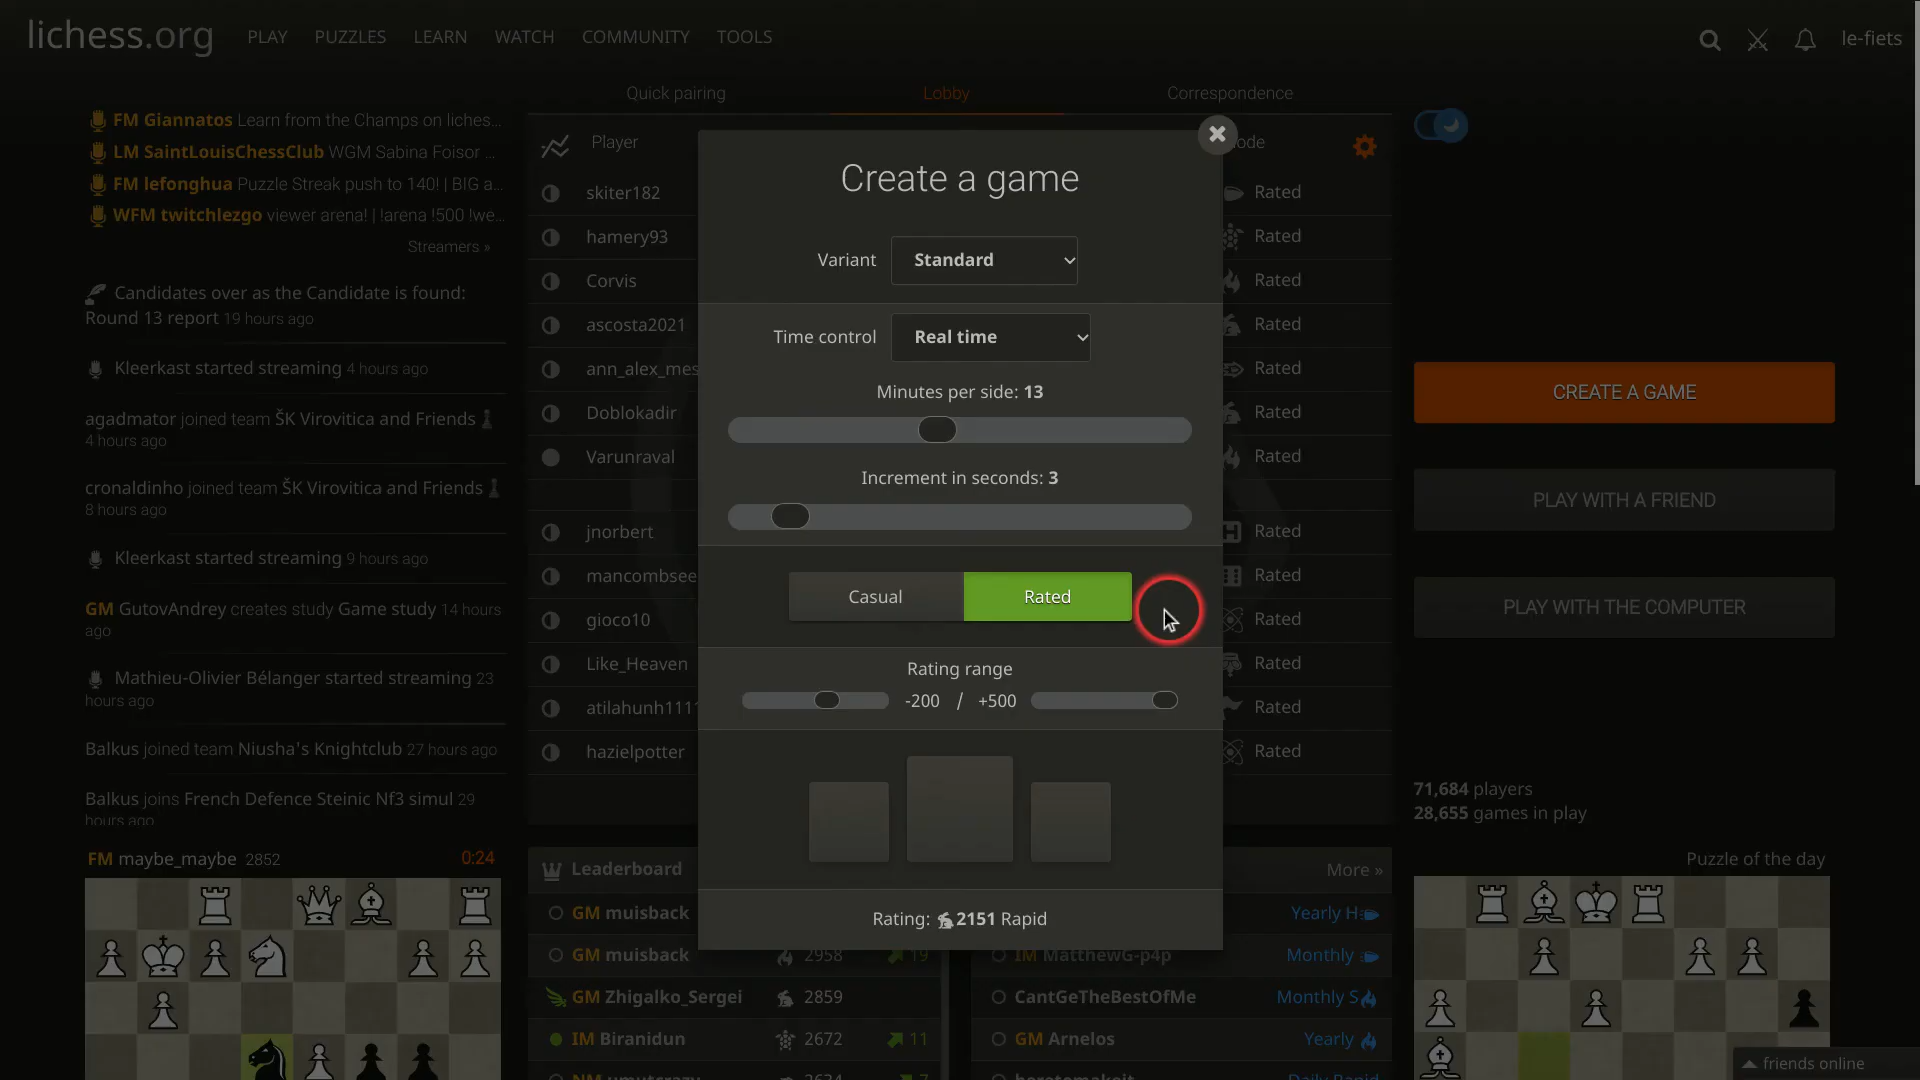 lichess.org PLAY PUZZLES LEARN WATCH COMMUNITY TOOLS le-fiets
Quick pairing Lobby Correspondence
FM Giannatos Learn from the Champs on liches...
LM SaintLouisChessClub WGM Sabina Foisor ...
FM lefonghua Puzzle Streak push to 140! | BIG a...
WFM twitchlezgo viewer arena! | !arena !500 !we...
Streamers »
Candidates over as the Candidate is found:
Round 13 report 19 hours ago
Kleerkast started streaming 4 hours ago
agadmator joined team ŠK Virovitica and Friends
4 hours ago
cronaldinho joined team ŠK Virovitica and Friends
8 hours ago
Kleerkast started streaming 9 hours ago
GM GutovAndrey creates study Game study 14 hours
ago
Mathieu-Olivier Bélanger started streaming 23
hours ago
Balkus joined team Niusha's Knightclub 27 hours ago
Balkus joins French Defence Steinic Nf3 simul 29
hours ago
FM maybe_maybe 2852 0:24
Player
skiter182 Rated
hamery93 Rated
Corvis Rated
ascosta2021 Rated
ann_alex_mes Rated
Doblokadir Rated
Varunraval Rated
jnorbert Rated
mancombsee Rated
gioco10 Rated
Like_Heaven Rated
atilahunh1111 Rated
hazielpotter Rated
Create a game
Variant Standard
Time control Real time
Minutes per side: 13
Increment in seconds: 3
Casual Rated
Rating range
-200 / +500
Rating: 2151 Rapid
CREATE A GAME
PLAY WITH A FRIEND
PLAY WITH THE COMPUTER
71,684 players
28,655 games in play
Leaderboard More »
GM muisback
GM muisback 2958 19
GM Zhigalko_Sergei 2859
IM Biranidun 2672 11
Yearly H
IM MatthewG-p4p Monthly
CantGeTheBestOfMe Monthly S
GM Arnelos Yearly
Puzzle of the day
friends online